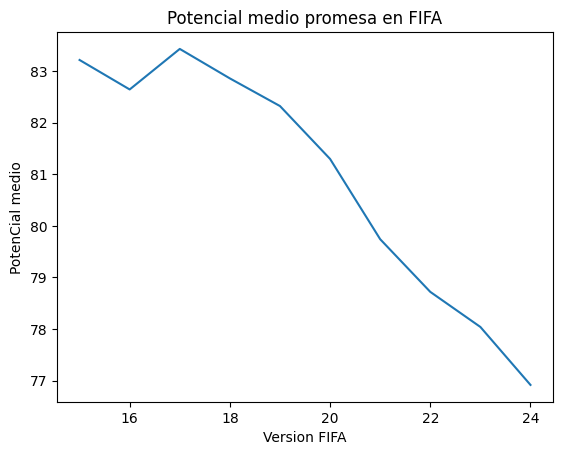 Potencial medio promesa en FIFA
PotenCial medio
83
82
81
80
79
78
77
16 18 20 22 24
Version FIFA